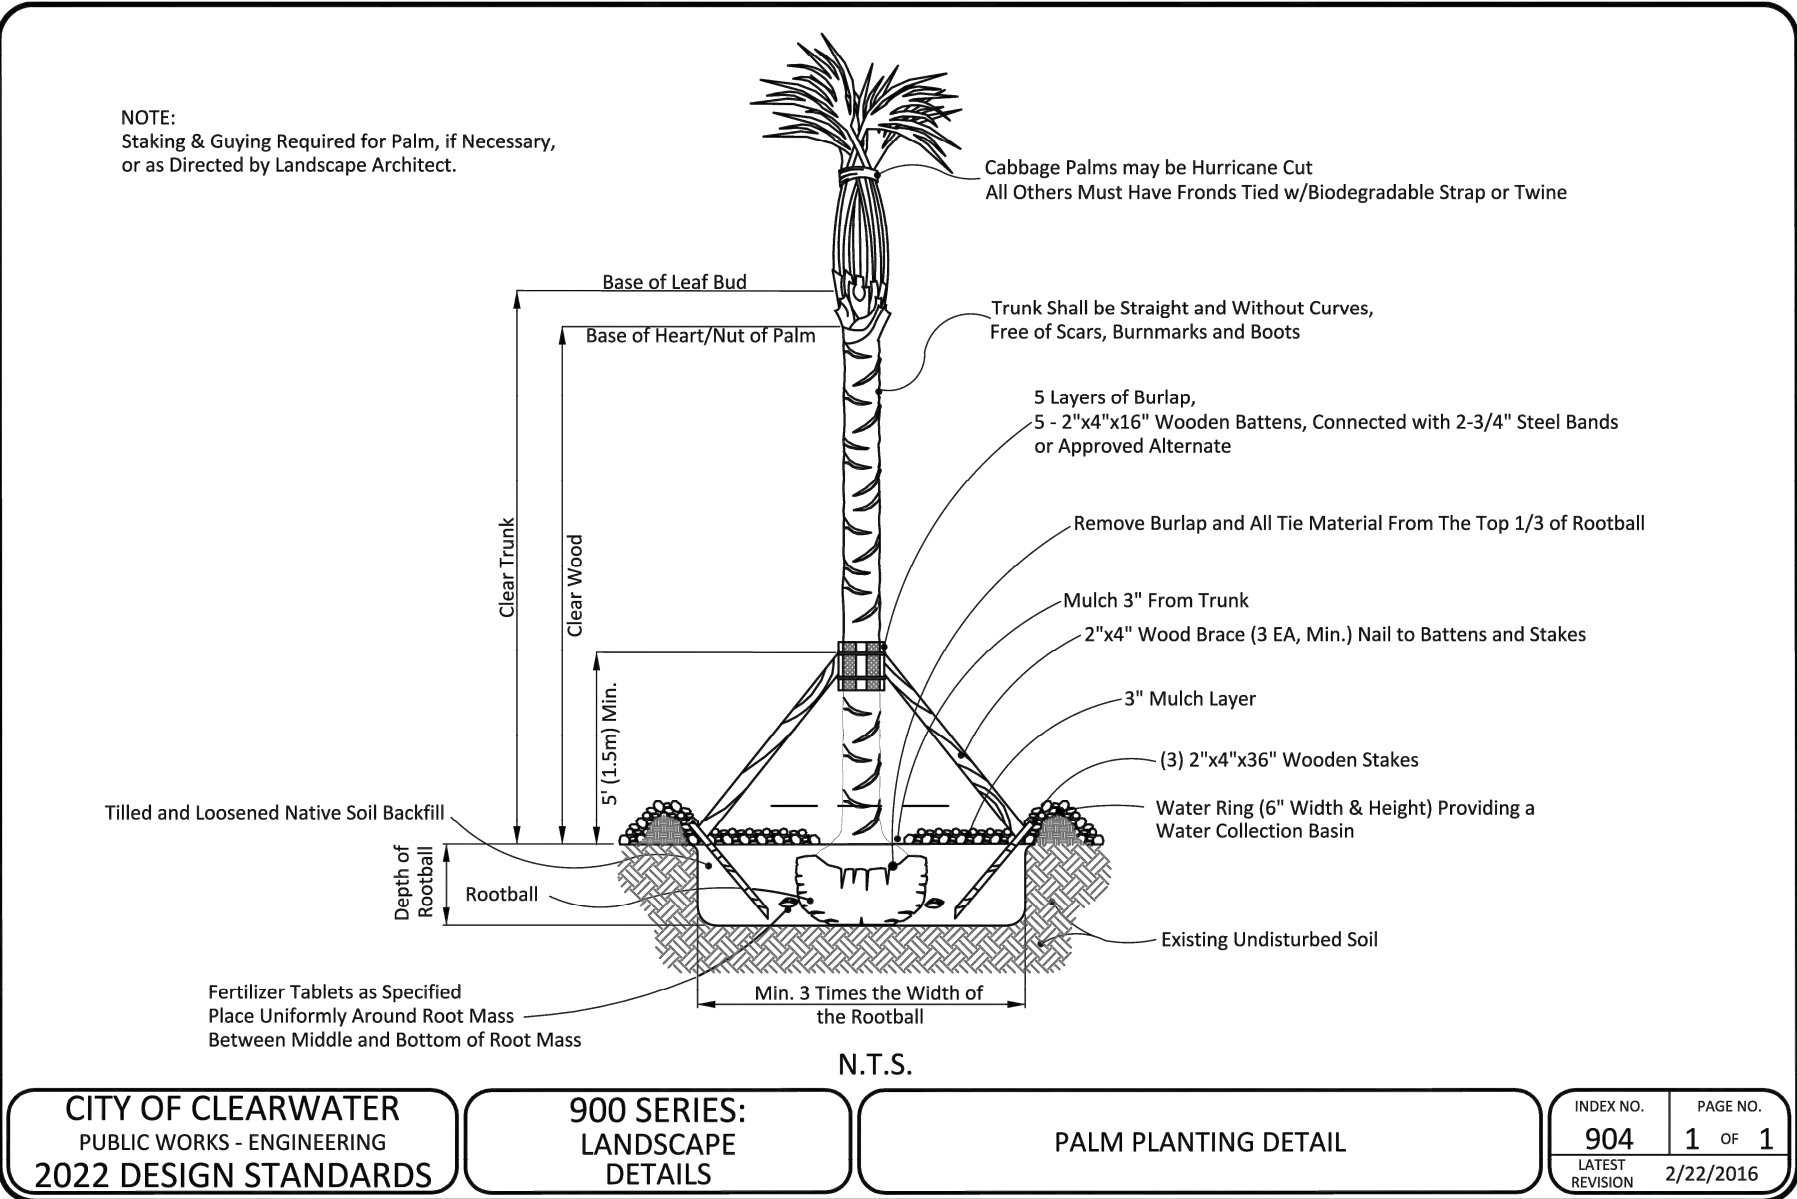 NOTE:
Staking & Guying Required for Palm, if Necessary,
or as Directed by Landscape Architect.
Cabbage Palms may be Hurricane Cut
All Others Must Have Fronds Tied w/Biodegradable Strap or Twine
Base of Leaf Bud
Base of Heart/Nut of Palm
Trunk Shall be Straight and Without Curves,
Free of Scars, Burnmarks and Boots
5 Layers of Burlap,
5 - 2"x4"x16" Wooden Battens, Connected with 2-3/4" Steel Bands
or Approved Alternate
Clear Trunk
Clear Wood
Remove Burlap and All Tie Material From The Top 1/3 of Rootball
Mulch 3" From Trunk
2"x4" Wood Brace (3 EA, Min.) Nail to Battens and Stakes
5' (1.5m) Min.
3" Mulch Layer
(3) 2"x4"x36" Wooden Stakes
Tilled and Loosened Native Soil Backfill
Water Ring (6" Width & Height) Providing a
Water Collection Basin
Depth of
Rootball
Rootball
Existing Undisturbed Soil
Fertilizer Tablets as Specified
Place Uniformly Around Root Mass
Between Middle and Bottom of Root Mass
Min. 3 Times the Width of
the Rootball
N.T.S.
CITY OF CLEARWATER
PUBLIC WORKS - ENGINEERING
2022 DESIGN STANDARDS
900 SERIES:
LANDSCAPE
DETAILS
PALM PLANTING DETAIL
INDEX NO.
904
PAGE NO.
1 OF 1
LATEST
REVISION
2/22/2016